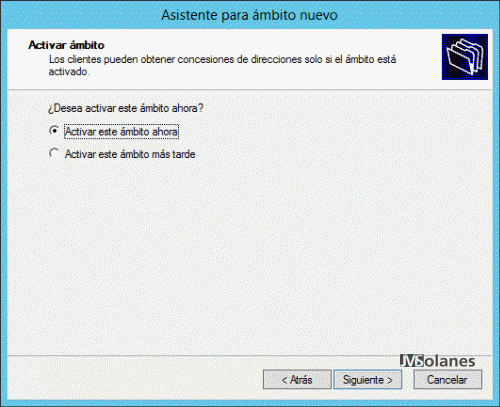 Asistente para ámbito nuevo
Activar ámbito
Los clientes pueden obtener concesiones de direcciones solo si el ámbito está
activado.
¿Desea activar este ámbito ahora?
Activar este ámbito ahora
Activar este ámbito más tarde
JMSolanes
< Atrás
Siguiente >
Cancelar